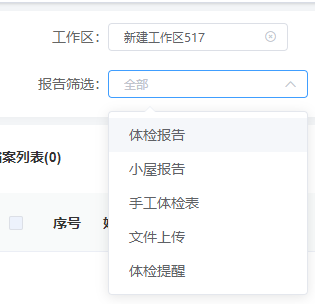 工作区：新建工作区517
报告筛选：全部
体检报告
案列表(0)
小屋报告
手工体检表
序号
文件上传
体检提醒